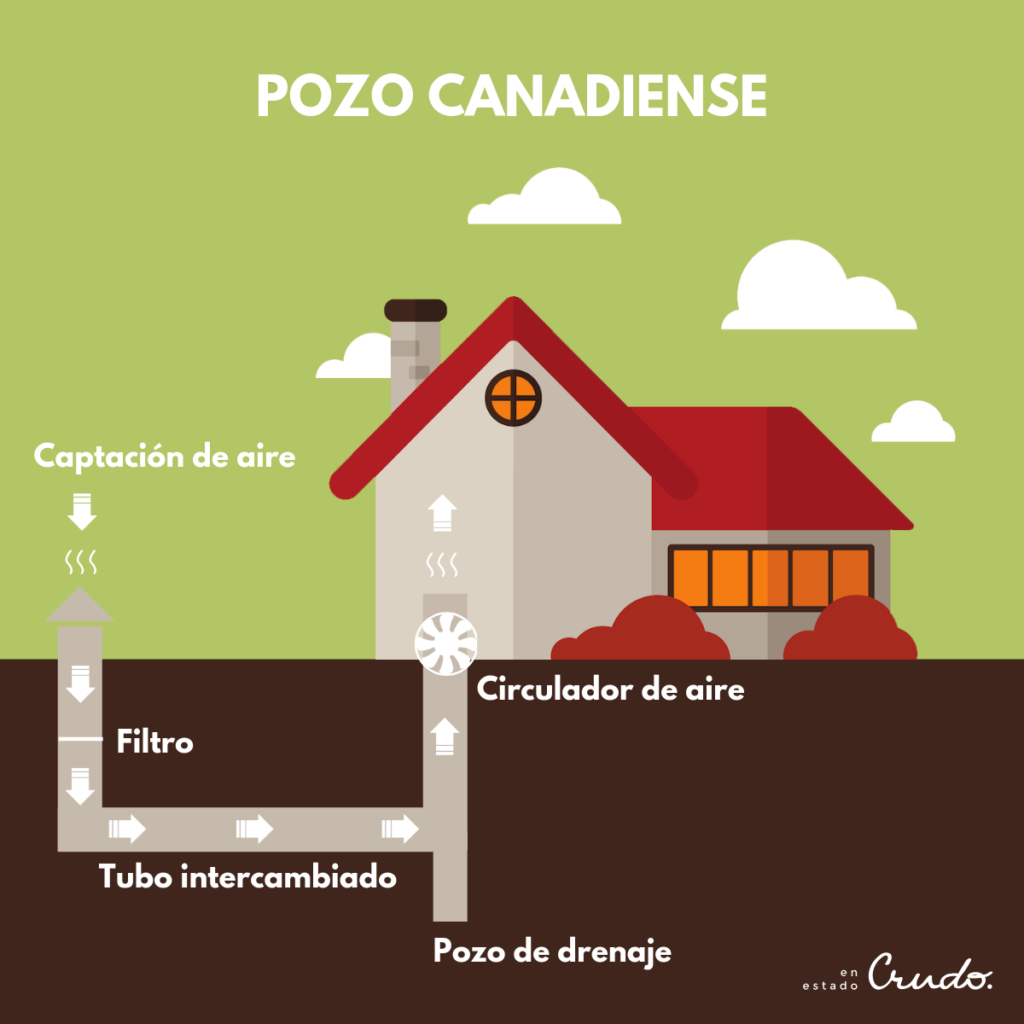 POZO CANADIENSE
Captación de aire
Circulador de aire
Filtro
Tubo intercambiado
Pozo de drenaje
en
estado Crudo.